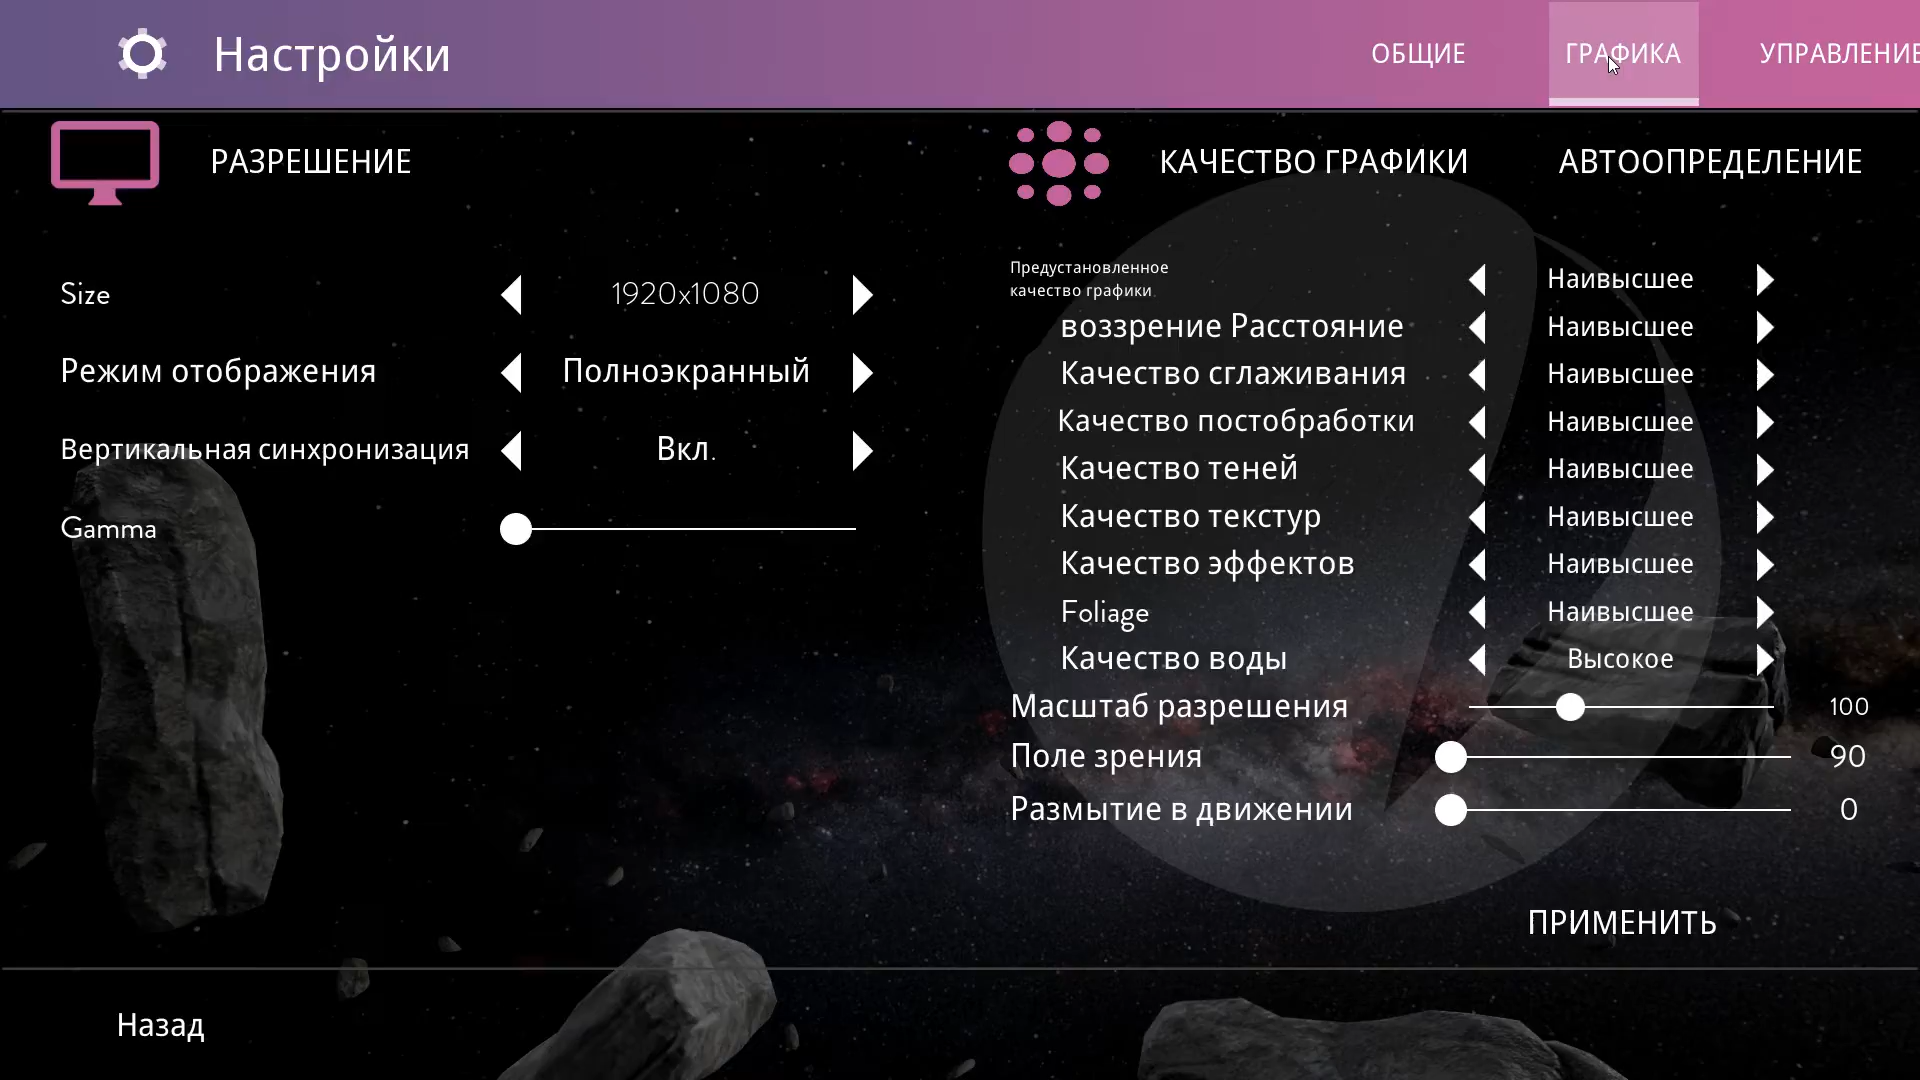 Настройки
ОБЩИЕ
ГРАФИКА
УПРАВЛЕНИЕ
РАЗРЕШЕНИЕ
Size
1920x1080
Режим отображения
Полноэкранный
Вертикальная синхронизация
Вкл.
Gamma
КАЧЕСТВО ГРАФИКИ
АВТООПРЕДЕЛЕНИЕ
Предустановленное
качество графики
Наивысшее
воззрение Расстояние
Наивысшее
Качество сглаживания
Наивысшее
Качество постобработки
Наивысшее
Качество теней
Наивысшее
Качество текстур
Наивысшее
Качество эффектов
Наивысшее
Foliage
Наивысшее
Качество воды
Высокое
Масштаб разрешения
100
Поле зрения
90
Размытие в движении
0
ПРИМЕНИТЬ
Назад